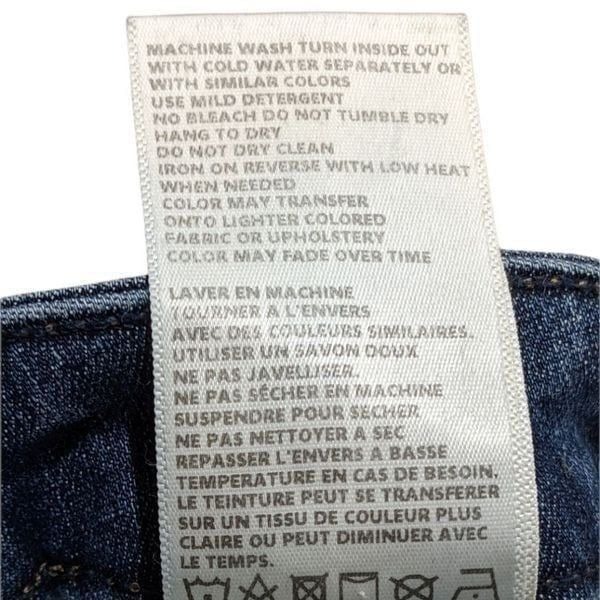 MACHINE WASH TURN INSIDE OUT
WITH COLD WATER SEPARATELY OR
WITH SIMILAR COLORS
USE MILD DETERGENT
NO BLEACH DO NOT TUMBLE DRY
HANG TO DRY
DO NOT DRY CLEAN
IRON ON REVERSE WITH LOW HEAT
WHEN NEEDED
COLOR MAY TRANSFER
ONTO LIGHTER COLORED
FABRIC OR UPHOLSTERY
COLOR MAY FADE OVER TIME
LAVER EN MACHINE
TOURNER A L'ENVERS
AVEC DES COULEURS SIMILAIRES.
UTILISER UN SAVON DOUX
NE PAS JAVELLISER.
NE PAS SÉCHER EN MACHINE
SUSPENDRE POUR SÉCHER
NE PAS NETTOYER A SEC
REPASSER L'ENVERS A BASSE
TEMPERATURE EN CAS DE BESOIN.
LE TEINTURE PEUT SE TRANSFERER
SUR UN TISSU DE COULEUR PLUS
CLAIRE OU PEUT DIMINUER AVEC
LE TEMPS.